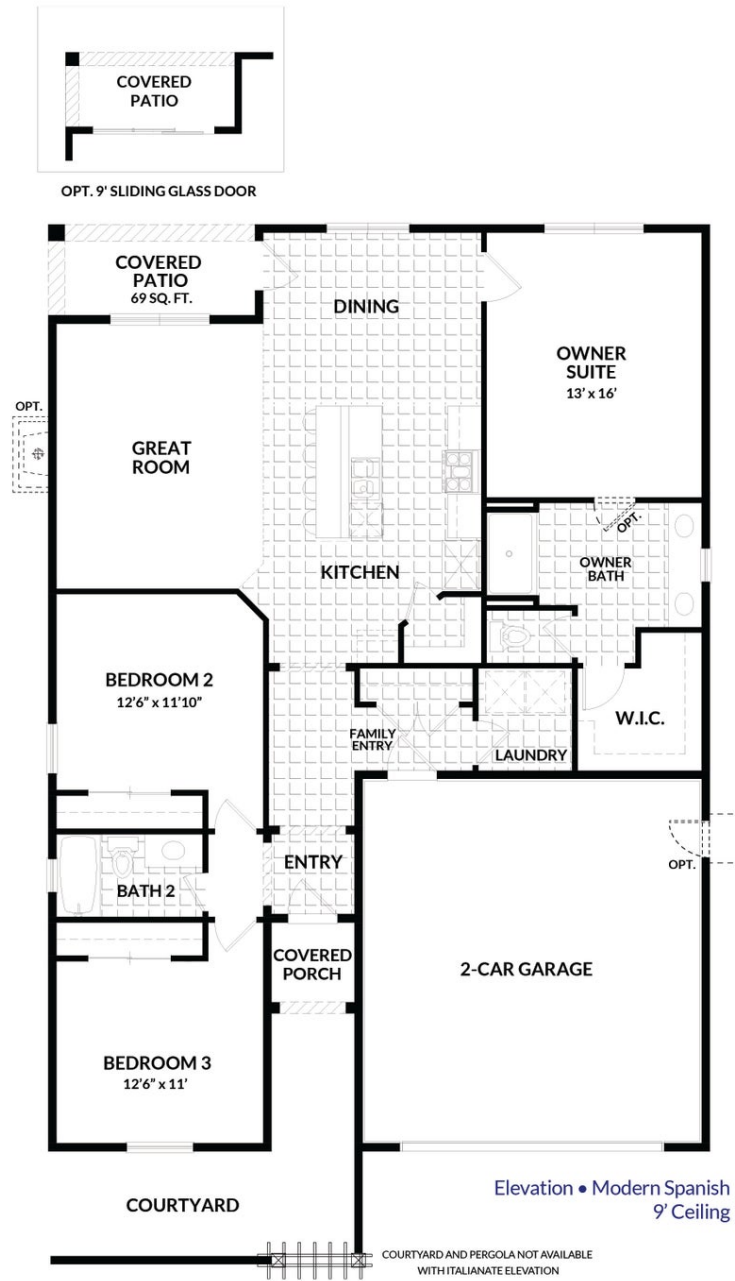 COVERED
PATIO
OPT. 9' SLIDING GLASS DOOR
COVERED
PATIO
69 SQ. FT.
DINING
OWNER
SUITE
13' x 16'
OPT.
GREAT
ROOM
OPT.
OWNER
BATH
KITCHEN
BEDROOM 2
12'6" x 11'10"
FAMILY
ENTRY
LAUNDRY
W.I.C.
ENTRY
OPT.
BATH 2
COVERED
PORCH
2-CAR GARAGE
BEDROOM 3
12'6" x 11'
COURTYARD
Elevation • Modern Spanish
9' Ceiling
COURTYARD AND PERGOLA NOT AVAILABLE
WITH ITALIANATE ELEVATION